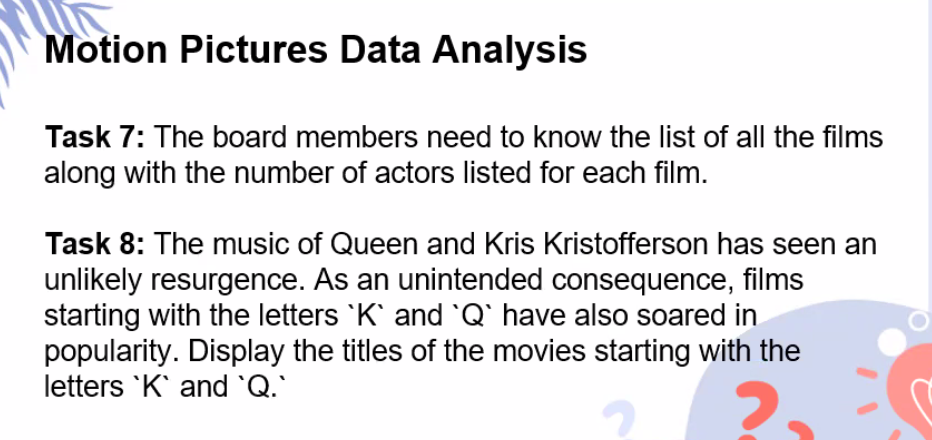 Motion Pictures Data Analysis
Task 7: The board members need to know the list of all the films
along with the number of actors listed for each film.
Task 8: The music of Queen and Kris Kristofferson has seen an
unlikely resurgence. As an unintended consequence, films
starting with the letters `K` and `Q` have also soared in
popularity. Display the titles of the movies starting with the
letters `K` and `Q.`